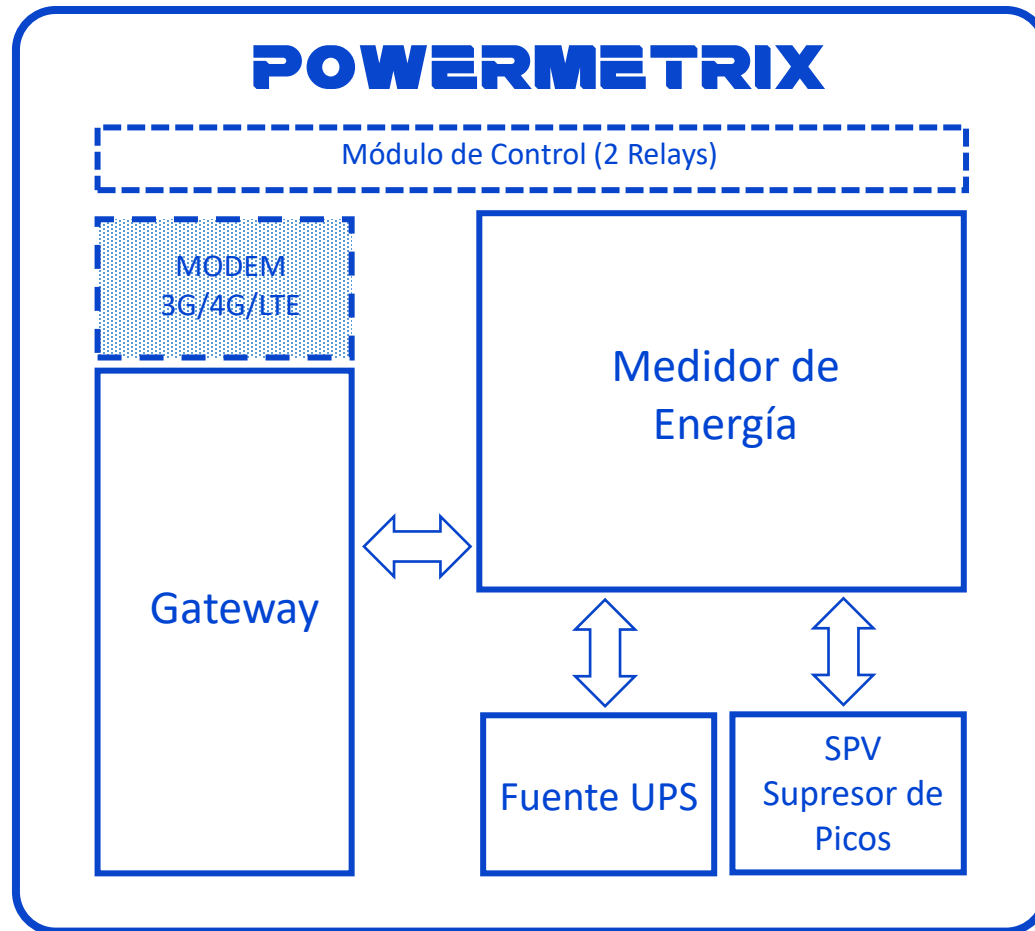 POWERMETRIX
Módulo de Control (2 Relays)
MODEM
3G/4G/LTE
Medidor de
Energía
Gateway
Fuente UPS
SPV
Supresor de
Picos